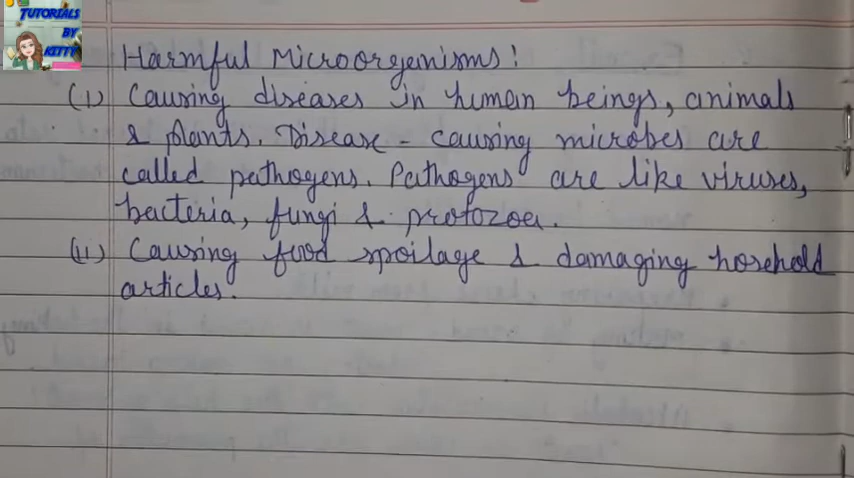 TUTORIALS
BY
KITTY
Harmful Microorganisms:
(i) Causing diseases in human beings, animals
& plants. Disease - causing microbes are
called pathogens. Pathogens are like viruses,
bacteria, fungi & protozoa.
(ii) Causing food spoilage & damaging horehold
articles.